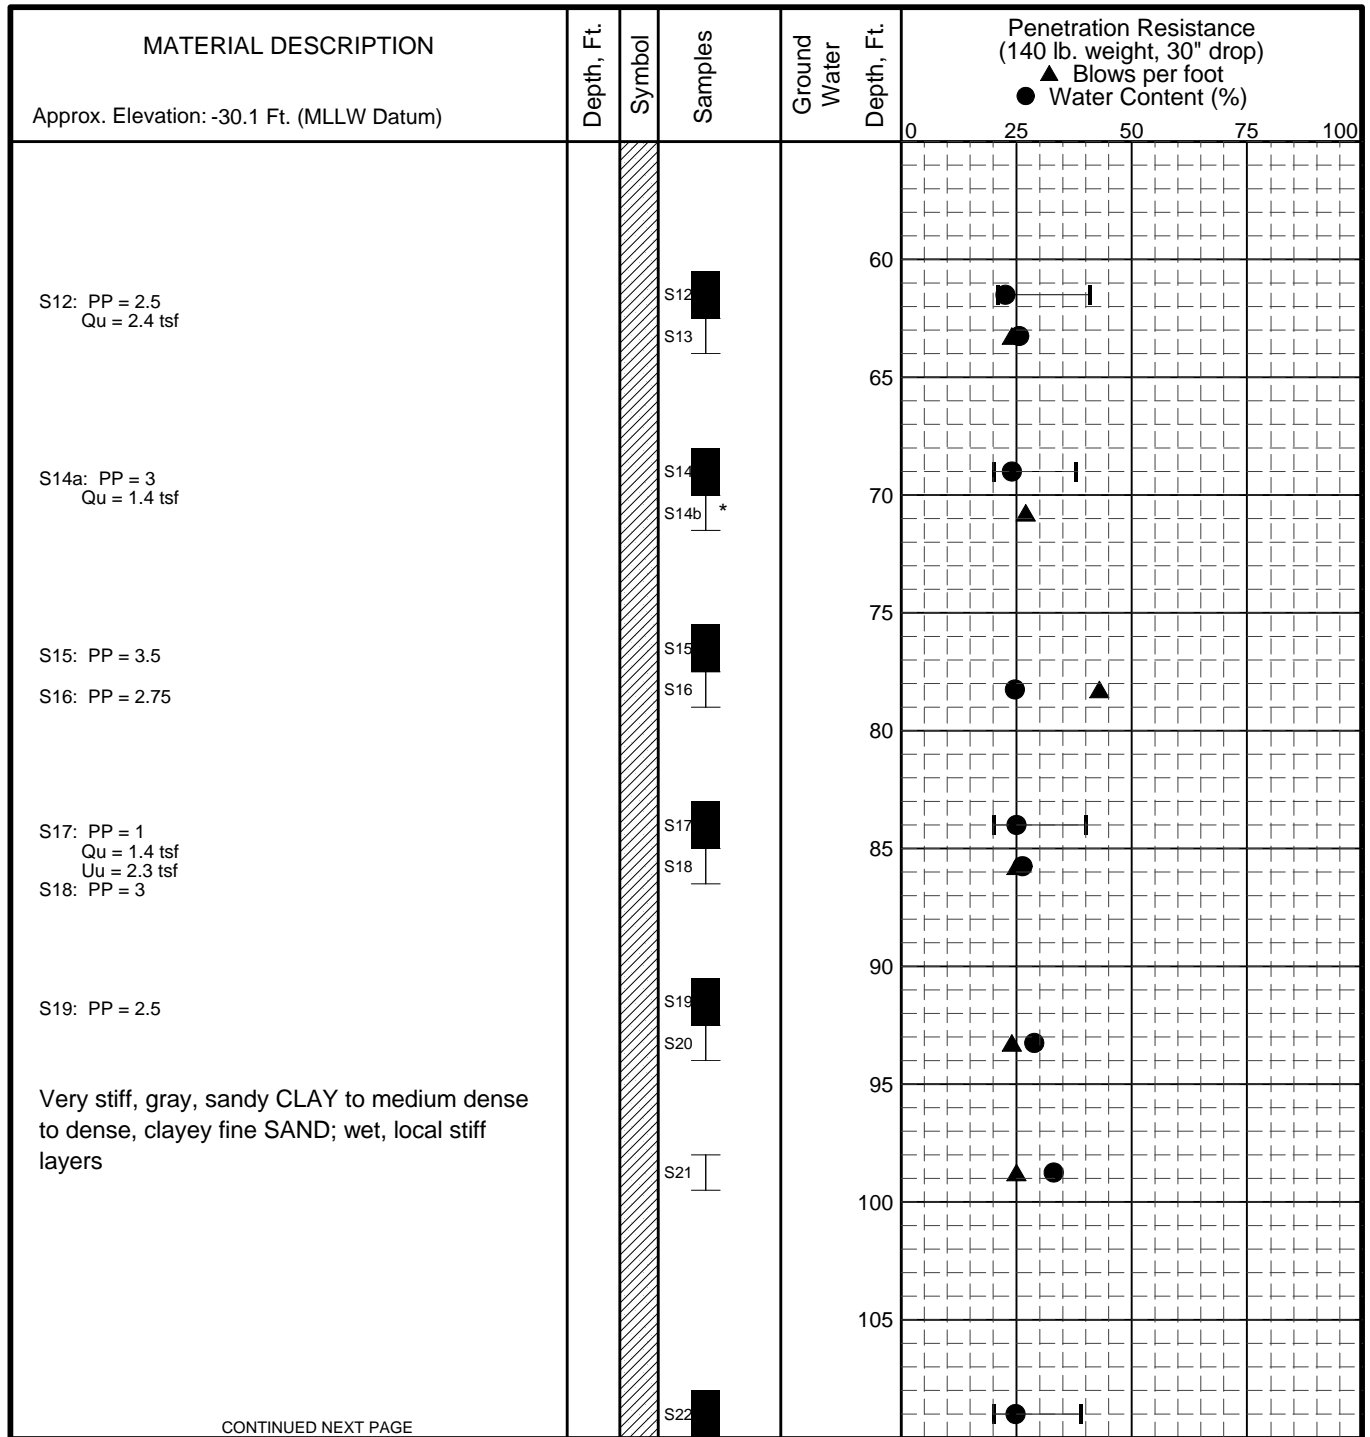 MATERIAL DESCRIPTION
Approx. Elevation: -30.1 Ft. (MLLW Datum)
Depth, Ft.
Symbol
Samples
Ground
Water
Depth, Ft.
Penetration Resistance
(140 lb. weight, 30" drop)
▲ Blows per foot
● Water Content (%)
0 25 50 75 100
60
S12: PP = 2.5
Qu = 2.4 tsf
S12
S13
65
S14a: PP = 3
Qu = 1.4 tsf
S14
S14b *
70
75
S15: PP = 3.5
S15
S16: PP = 2.75
S16
80
S17: PP = 1
Qu = 1.4 tsf
Uu = 2.3 tsf
S18: PP = 3
S17
S18
85
90
S19: PP = 2.5
S19
S20
95
Very stiff, gray, sandy CLAY to medium dense
to dense, clayey fine SAND; wet, local stiff
layers
S21
100
105
S22
CONTINUED NEXT PAGE